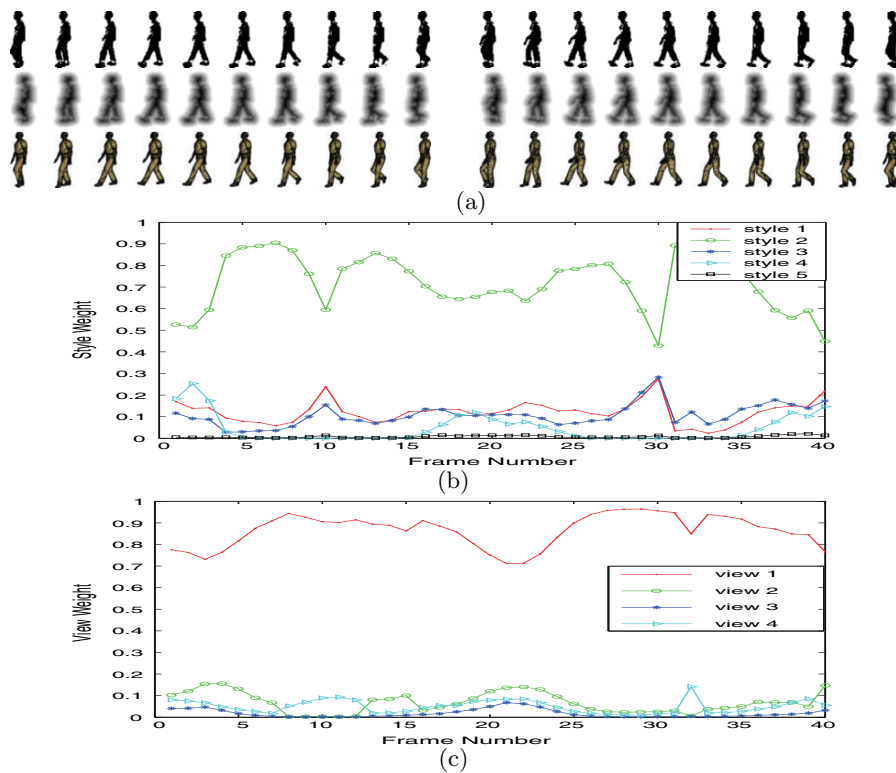 (a)
1
0.9
0.8
0.7
0.6
0.5
0.4
0.3
0.2
0.1
0
Style Weight
style 1
style 2
style 3
style 4
style 5
0 5 10 15 20 25 30 35 40
Frame Number
(b)
1
0.9
0.8
0.7
0.6
0.5
0.4
0.3
0.2
0.1
0
View Weight
view 1
view 2
view 3
view 4
5 10 15 20 25 30 35 40
Frame Number
(c)